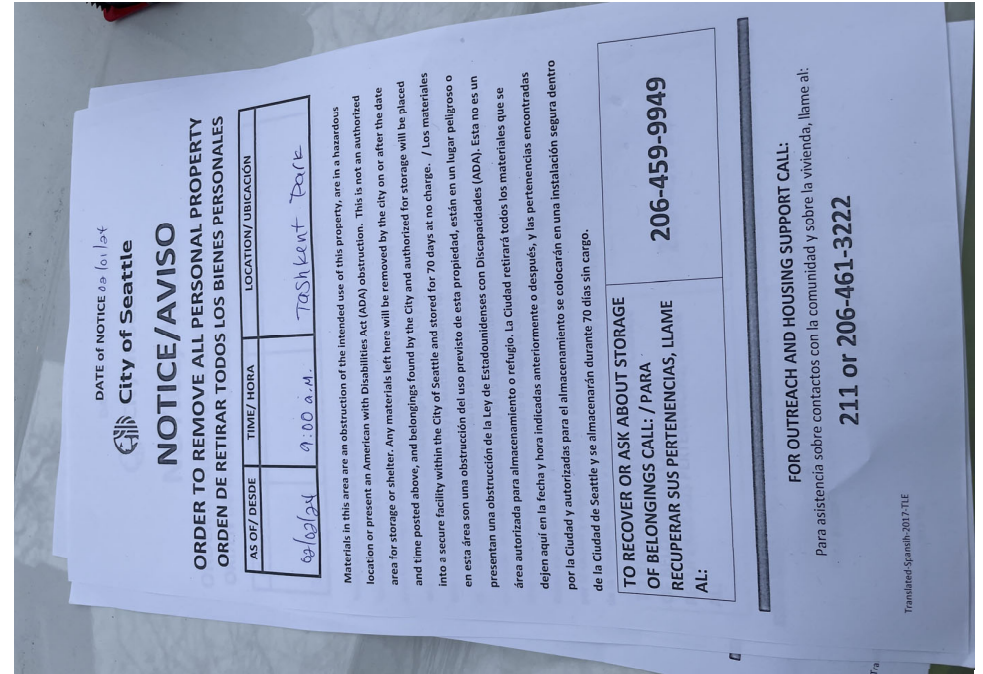 DATE of NOTICE 02/01/24
City of Seattle
NOTICE/AVISO
ORDER TO REMOVE ALL PERSONAL PROPERTY
ORDEN DE RETIRAR TODOS LOS BIENES PERSONALES
AS OF/ DESDE TIME/ HORA LOCATION/ UBICACIÓN
02/02/24 9:00 a.M. Tashkent Park
Materials in this area are an obstruction of the intended use of this property, are in a hazardous
location or present an American with Disabilities Act (ADA) obstruction. This is not an authorized
area for storage or shelter. Any materials left here will be removed by the city on or after the date
and time posted above, and belongings found by the City and authorized for storage will be placed
into a secure facility within the City of Seattle and stored for 70 days at no charge. / Los materiales
en esta área son una obstrucción del uso previsto de esta propiedad, están en un lugar peligroso o
presentan una obstrucción de la Ley de Estadounidenses con Discapacidades (ADA). Esta no es un
área autorizada para almacenamiento o refugio. La Ciudad retirará todos los materiales que se
dejen aquí en la fecha y hora indicadas anteriormente o después, y las pertenencias encontradas
por la Ciudad y autorizadas para el almacenamiento se colocarán en una instalación segura dentro
de la Ciudad de Seattle y se almacenarán durante 70 días sin cargo.
TO RECOVER OR ASK ABOUT STORAGE
OF BELONGINGS CALL: / PARA
RECUPERAR SUS PERTENENCIAS, LLAME
AL:
206-459-9949
FOR OUTREACH AND HOUSING SUPPORT CALL:
Para asistencia sobre contactos con la comunidad y sobre la vivienda, llame al:
211 or 206-461-3222
Translated-Spansih-2017-TLE
Tra